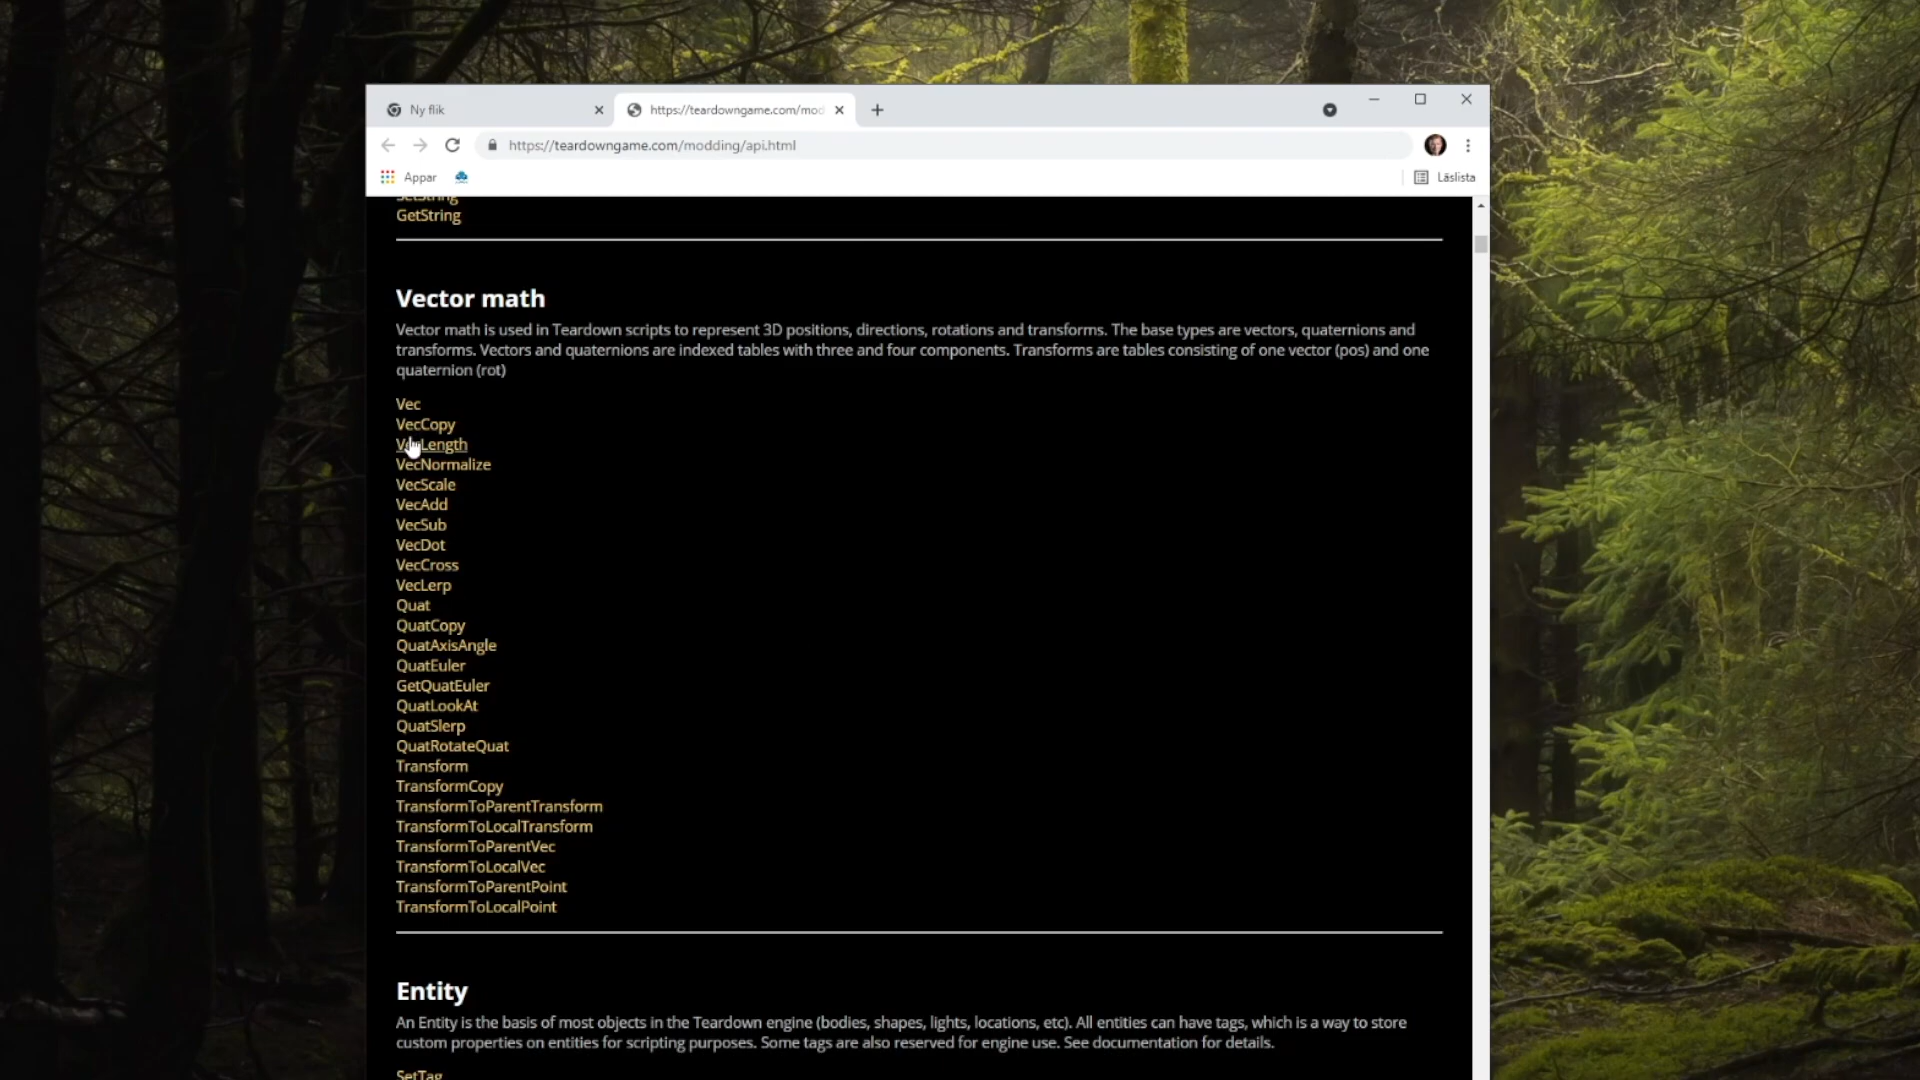 Ny flik
https://teardowngame.com/mod
https://teardowngame.com/modding/api.html
Appar
Läslista
SetString
GetString
Vector math
Vector math is used in Teardown scripts to represent 3D positions, directions, rotations and transforms. The base types are vectors, quaternions and
transforms. Vectors and quaternions are indexed tables with three and four components. Transforms are tables consisting of one vector (pos) and one
quaternion (rot)
Vec
VecCopy
VecLength
VecNormalize
VecScale
VecAdd
VecSub
VecDot
VecCross
VecLerp
Quat
QuatCopy
QuatAxisAngle
QuatEuler
GetQuatEuler
QuatLookAt
QuatSlerp
QuatRotateQuat
Transform
TransformCopy
TransformToParentTransform
TransformToLocalTransform
TransformToParentVec
TransformToLocalVec
TransformToParentPoint
TransformToLocalPoint
Entity
An Entity is the basis of most objects in the Teardown engine (bodies, shapes, lights, locations, etc). All entities can have tags, which is a way to store
custom properties on entities for scripting purposes. Some tags are also reserved for engine use. See documentation for details.
SetTag